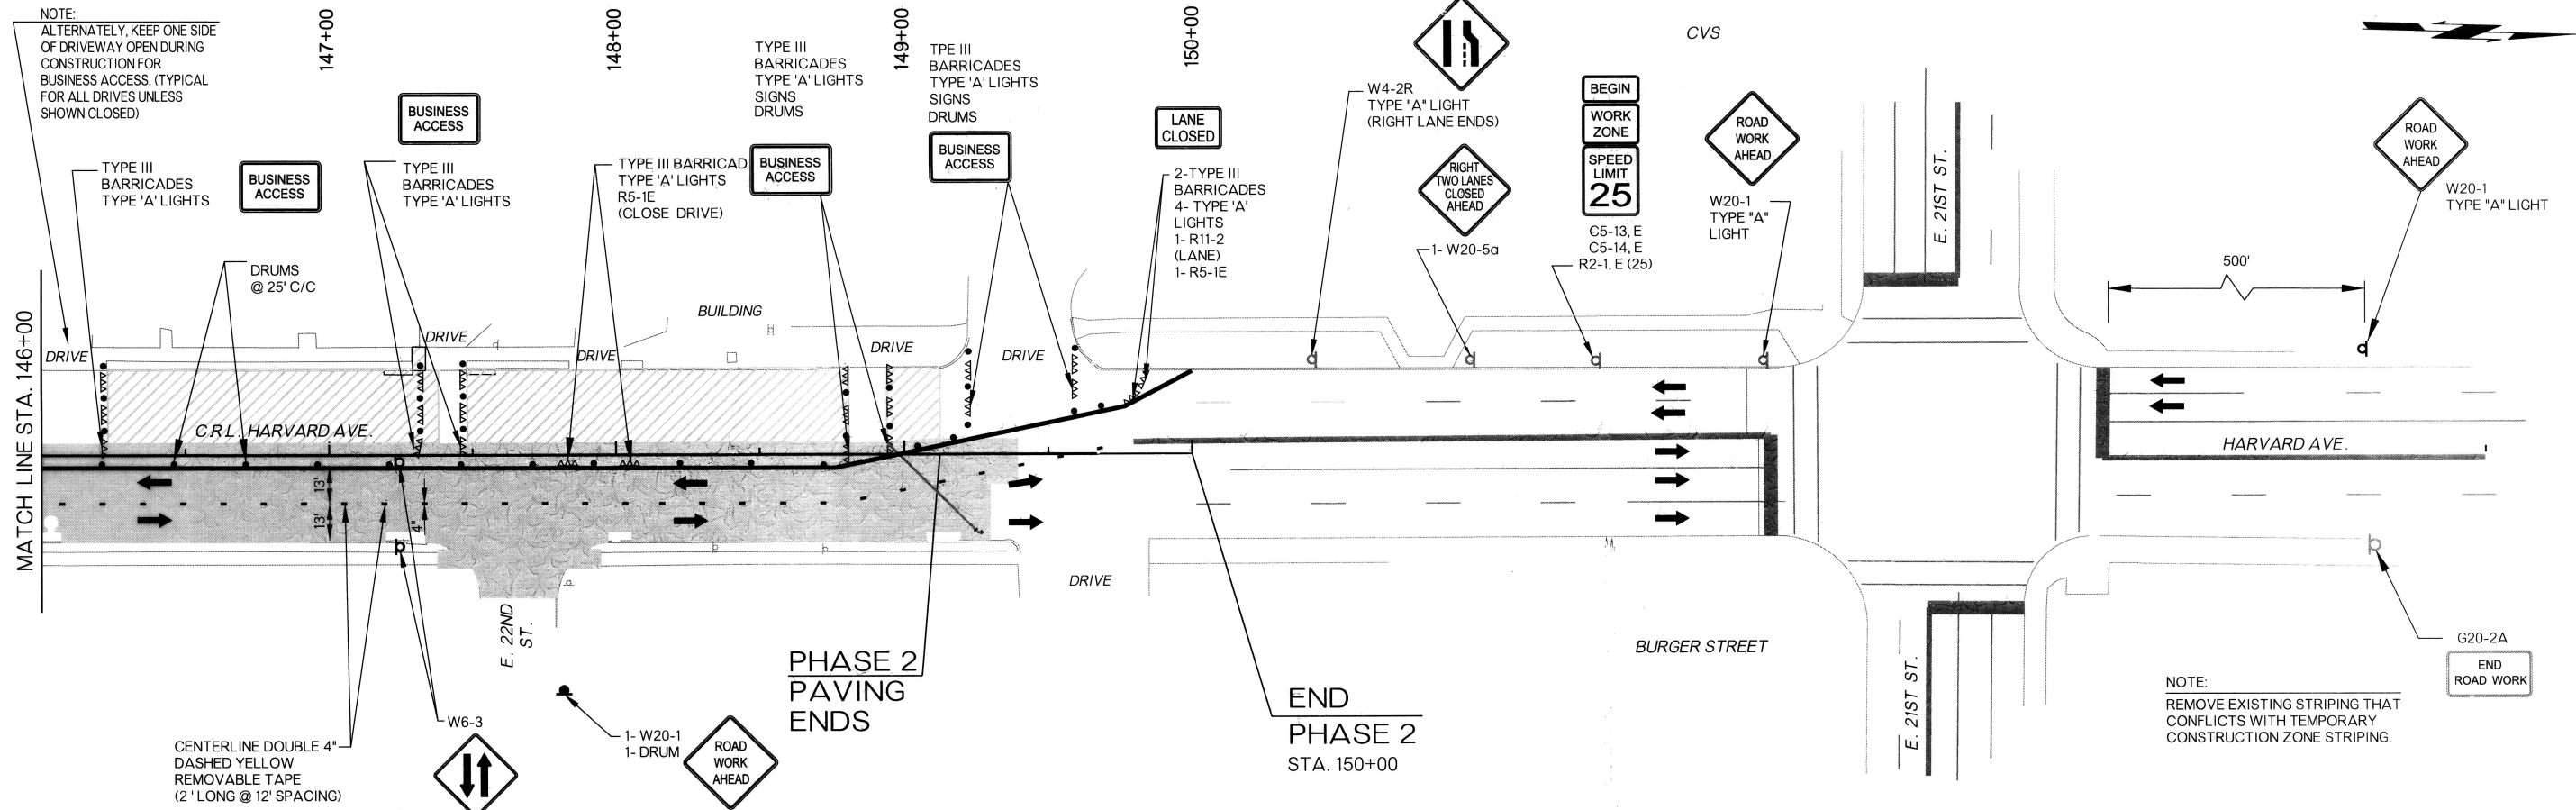 NOTE:
ALTERNATELY, KEEP ONE SIDE
OF DRIVEWAY OPEN DURING
CONSTRUCTION FOR
BUSINESS ACCESS. (TYPICAL
FOR ALL DRIVES UNLESS
SHOWN CLOSED)
147+00
148+00
149+00
150+00
TYPE III
BARRICADES
TYPE 'A' LIGHTS
BUSINESS
ACCESS
BUSINESS
ACCESS
TYPE III
BARRICADES
TYPE 'A' LIGHTS
DRUMS
@ 25' C/C
TYPE III BARRICAD
TYPE 'A' LIGHTS
R5-1E
(CLOSE DRIVE)
TYPE III
BARRICADES
TYPE 'A' LIGHTS
SIGNS
DRUMS
BUSINESS
ACCESS
TPE III
BARRICADES
TYPE 'A' LIGHTS
SIGNS
DRUMS
BUSINESS
ACCESS
LANE
CLOSED
2-TYPE III
BARRICADES
4- TYPE 'A'
LIGHTS
1- R11-2
(LANE)
1- R5-1E
W4-2R
TYPE "A" LIGHT
(RIGHT LANE ENDS)
RIGHT
TWO LANES
CLOSED
AHEAD
1- W20-5a
BEGIN
WORK
ZONE
SPEED
LIMIT
25
C5-13, E
C5-14, E
R2-1, E (25)
CVS
ROAD
WORK
AHEAD
W20-1
TYPE "A"
LIGHT
E. 21ST ST.
ROAD
WORK
AHEAD
W20-1
TYPE "A" LIGHT
500'
MATCH LINE STA. 146+00
DRIVE
DRIVE
DRIVE
BUILDING
DRIVE
DRIVE
C.R.L. HARVARD AVE.
HARVARD AVE.
13'
13'
4"
E. 22ND
ST.
DRIVE
CENTERLINE DOUBLE 4"
DASHED YELLOW
REMOVABLE TAPE
(2 ' LONG @ 12' SPACING)
W6-3
1- W20-1
1- DRUM
ROAD
WORK
AHEAD
PHASE 2
PAVING
ENDS
END
PHASE 2
STA. 150+00
BURGER STREET
E. 21ST ST.
NOTE:
REMOVE EXISTING STRIPING THAT
CONFLICTS WITH TEMPORARY
CONSTRUCTION ZONE STRIPING.
G20-2A
END
ROAD WORK